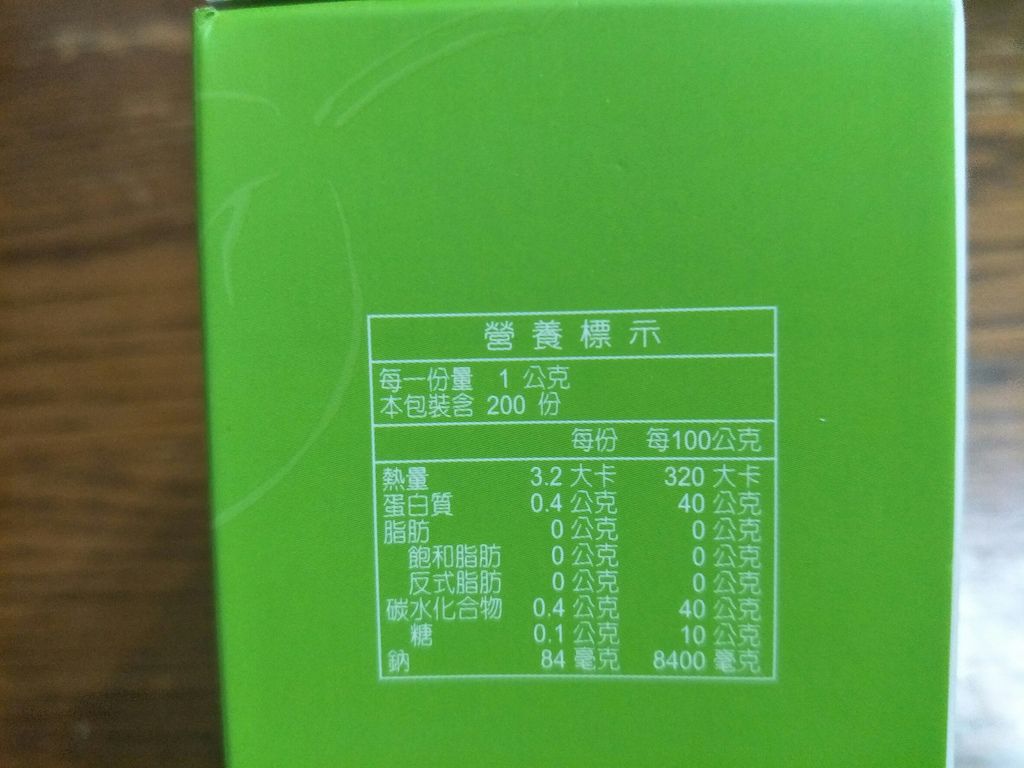 營養標示
每一份量 1 公克
本包裝含 200 份
每份 每100公克
熱量 3.2 大卡 320 大卡
蛋白質 0.4 公克 40 公克
脂肪 0 公克 0 公克
飽和脂肪 0 公克 0 公克
反式脂肪 0 公克 0 公克
碳水化合物 0.4 公克 40 公克
糖 0.1 公克 10 公克
鈉 84 毫克 8400 毫克